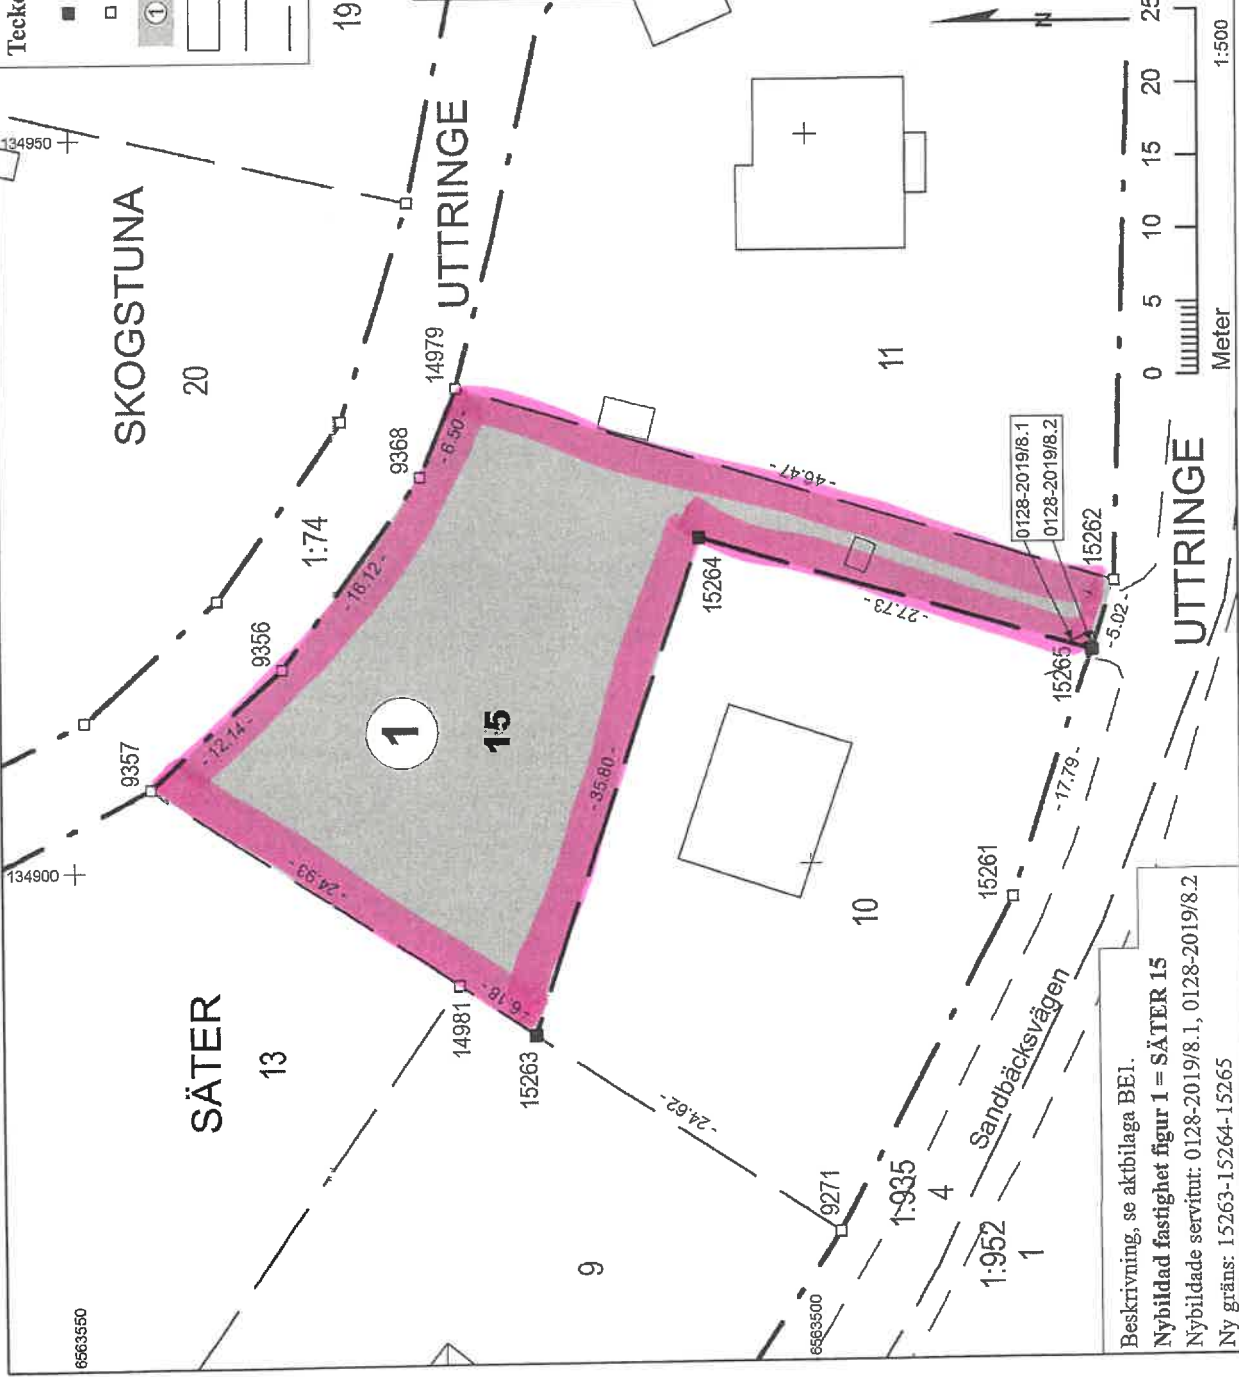 Tecke
1
19
134950
SKOGSTUNA
20
UTTRINGE
14979
9368
- 6.50 -
1:74
- 16.12 -
9356
- 12.14 -
9357
1
15
134900
- 24.93 -
- 46.47 -
11
15264
- 35.80 -
- 27.73 -
0128-2019/8.1
0128-2019/8.2
15262
- 5.02 -
15265
UTTRINGE
- 17.79 -
15261
10
SÄTER
13
14981
- 6.18 -
15263
- 24.62 -
9271
9
Sandbäcksvägen
1:935
4
1:952
1
6563550
6563500
N
0 5 10 15 20 25
Meter
1:500
Beskrivning, se aktbilaga BE1.
Nybildad fastighet figur 1 = SÄTER 15
Nybildade servitut: 0128-2019/8.1, 0128-2019/8.2
Ny gräns: 15263-15264-15265